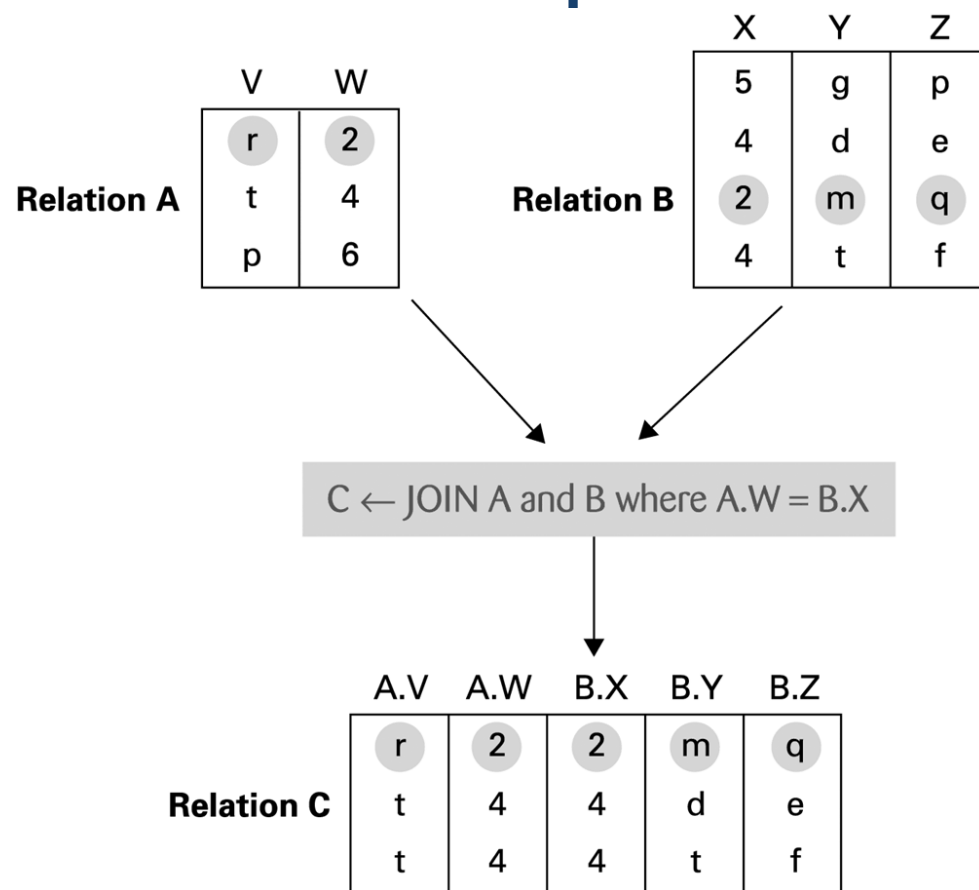 V W
r 2
Relation A t 4
p 6
X Y Z
5 g p
4 d e
Relation B 2 m q
4 t f
C ← JOIN A and B where A.W = B.X
A.V A.W B.X B.Y B.Z
r 2 2 m q
Relation C t 4 4 d e
t 4 4 t f